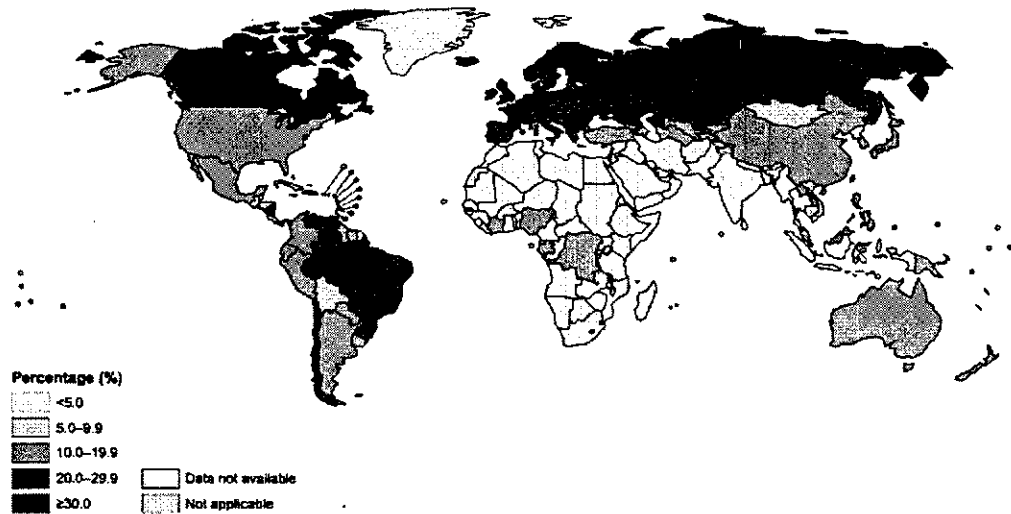 Percentage (%)
<5.0
5.0–9.9
10.0–19.9
20.0–29.9
≥30.0
Data not available
Not applicable